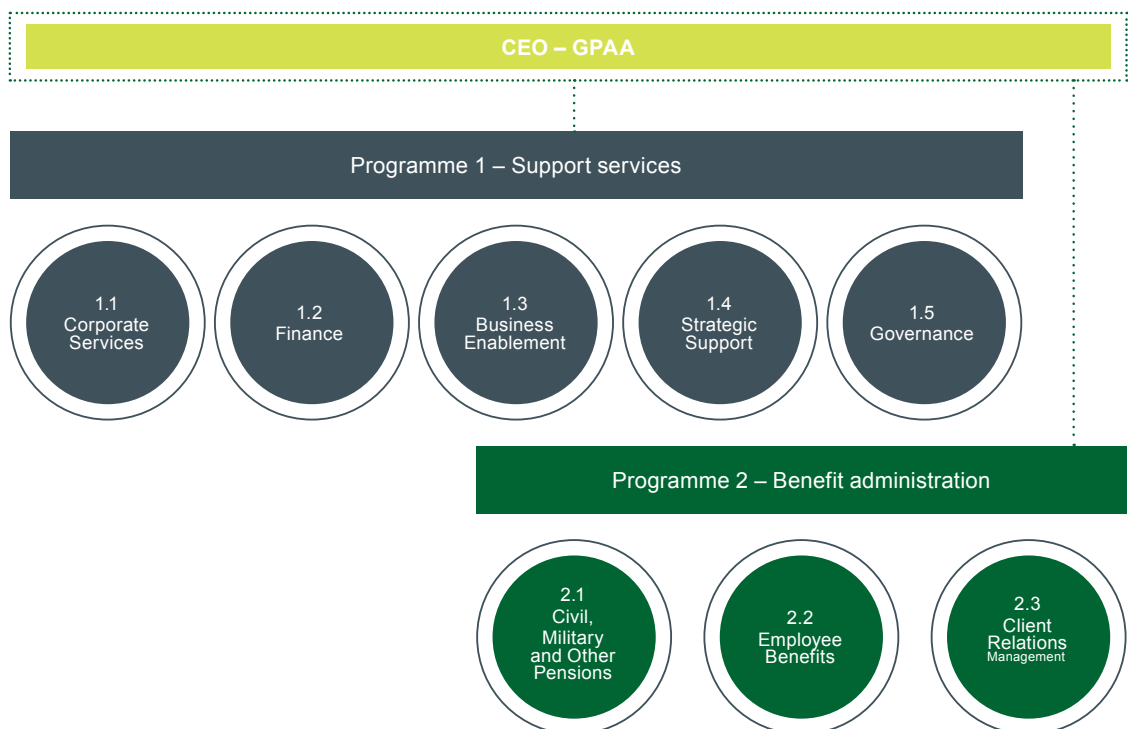 CEO – GPAA
Programme 1 – Support services
1.1
Corporate
Services
1.2
Finance
1.3
Business
Enablement
1.4
Strategic
Support
1.5
Governance
Programme 2 – Benefit administration
2.1
Civil,
Military
and Other
Pensions
2.2
Employee
Benefits
2.3
Client
Relations
Management